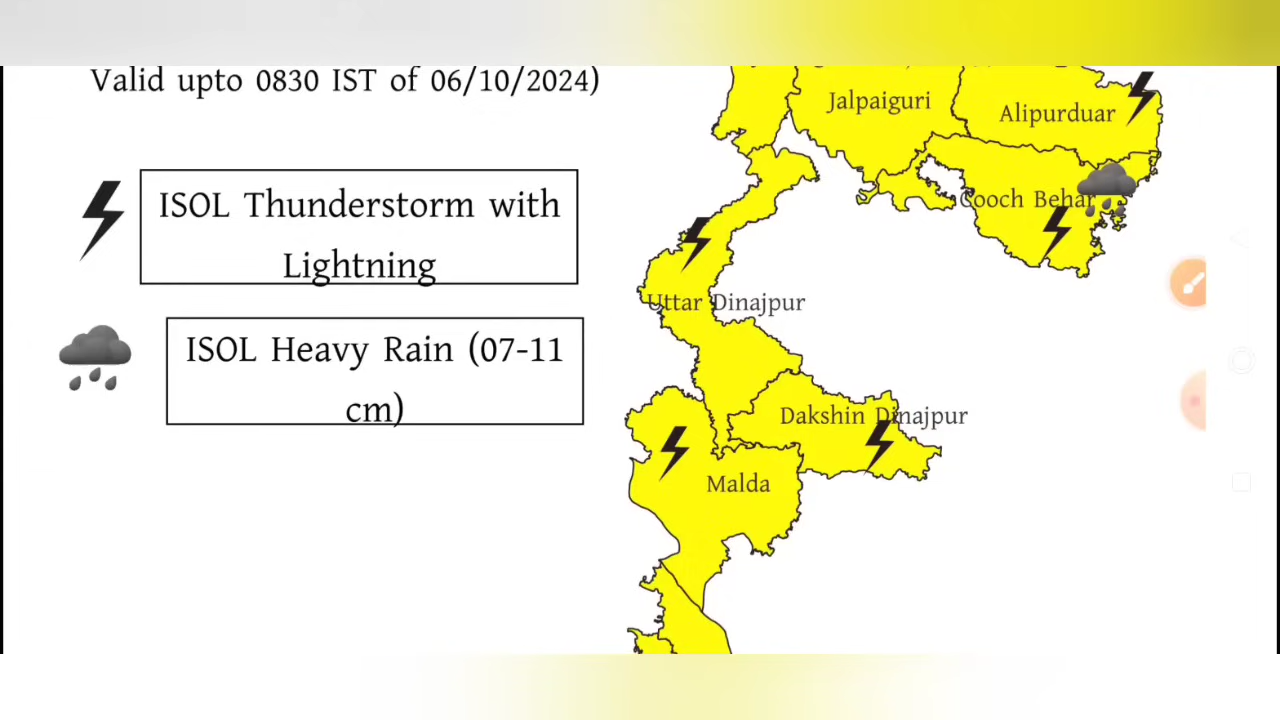 Valid upto 0830 IST of 06/10/2024)
ISOL Thunderstorm with
Lightning
ISOL Heavy Rain (07-11
cm)
Jalpaiguri
Alipurduar
Cooch Behar
Uttar Dinajpur
Dakshin Dinajpur
Malda